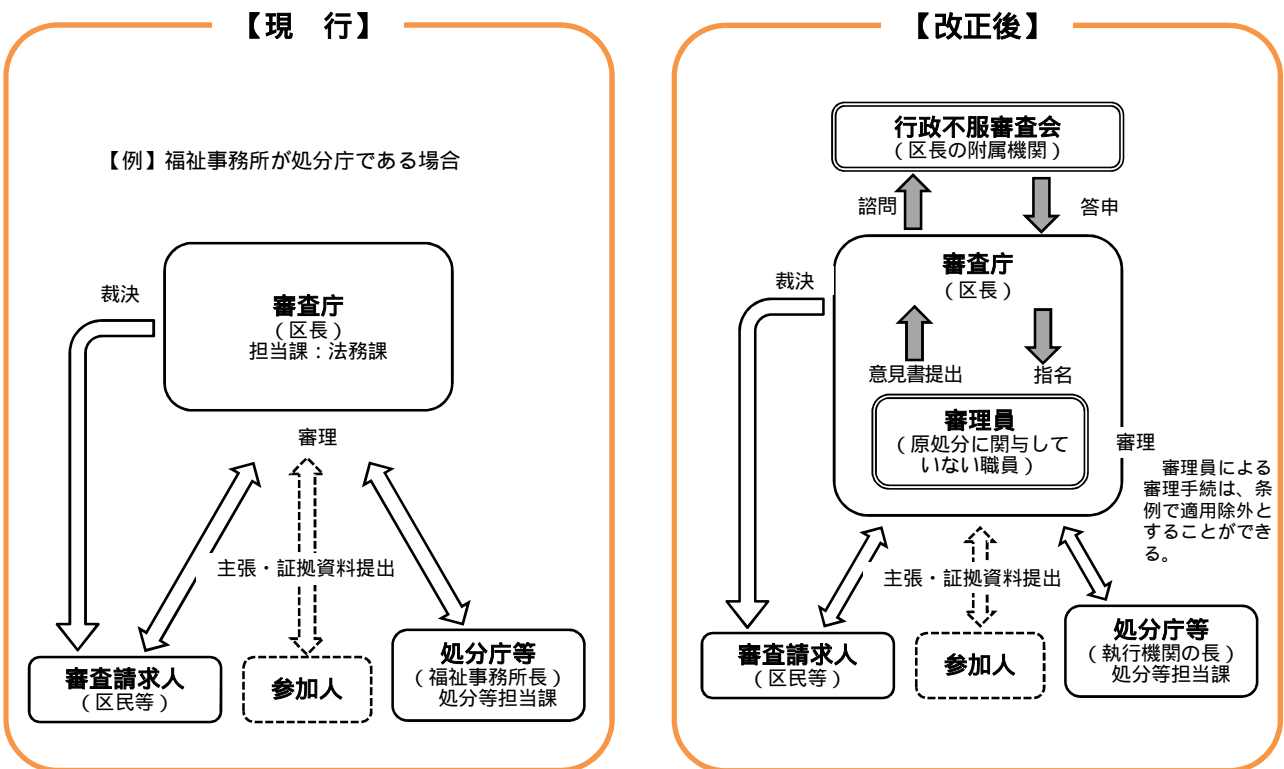 【現　行】
【例】福祉事務所が処分庁である場合
裁決
審査庁
（区長）
担当課：法務課
審理
主張・証拠資料提出
審査請求人
（区民等）
参加人
処分庁等
（福祉事務所長）
処分等担当課
【改正後】
行政不服審査会
（区長の附属機関）
諮問
答申
裁決
審査庁
（区長）
意見書提出
指名
審理員
（原処分に関与して
いない職員）
審理
審理員による
審理手続は、条
例で適用除外と
することができ
る。
主張・証拠資料提出
審査請求人
（区民等）
参加人
処分庁等
（執行機関の長）
処分等担当課